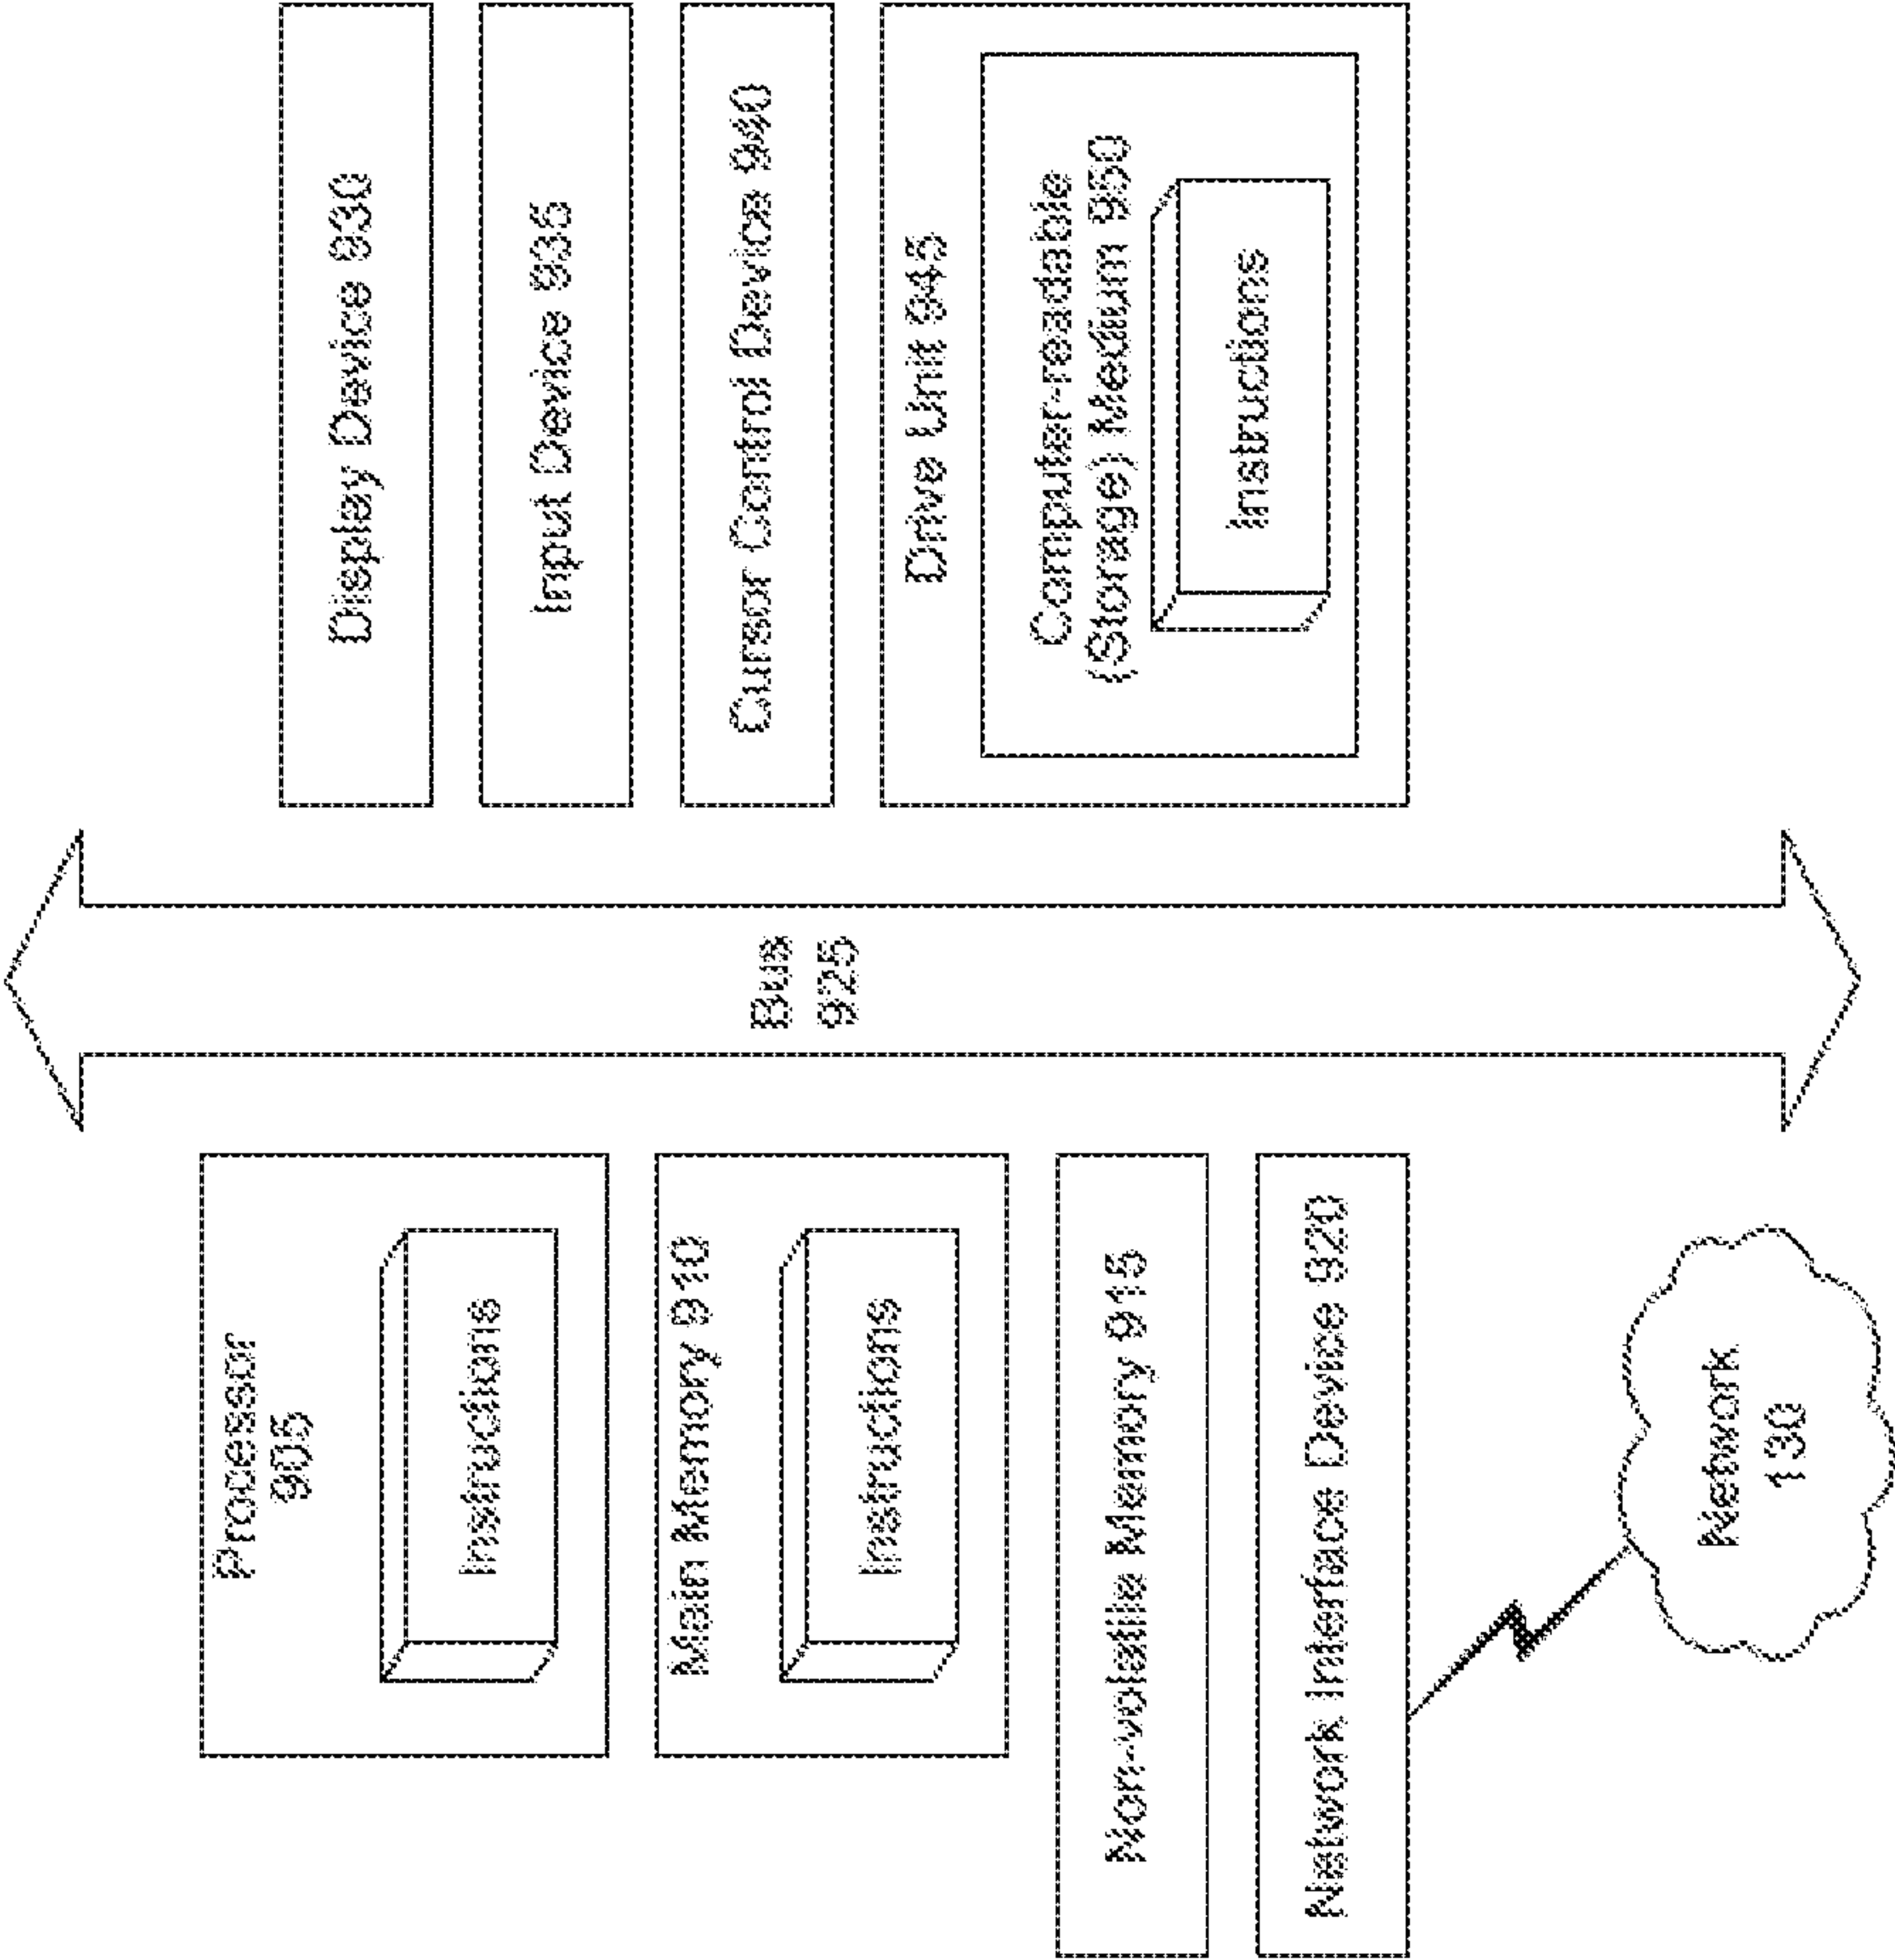 Processor
905
Instructions
Main Memory 910
Instructions
Non-volatile Memory 915
Network Interface Device 920
Network
130
Bus
925
Display Device 930
Input Device 935
Cursor Control Device 940
Drive Unit 945
Computer-readable
(Storage) Medium 950
Instructions